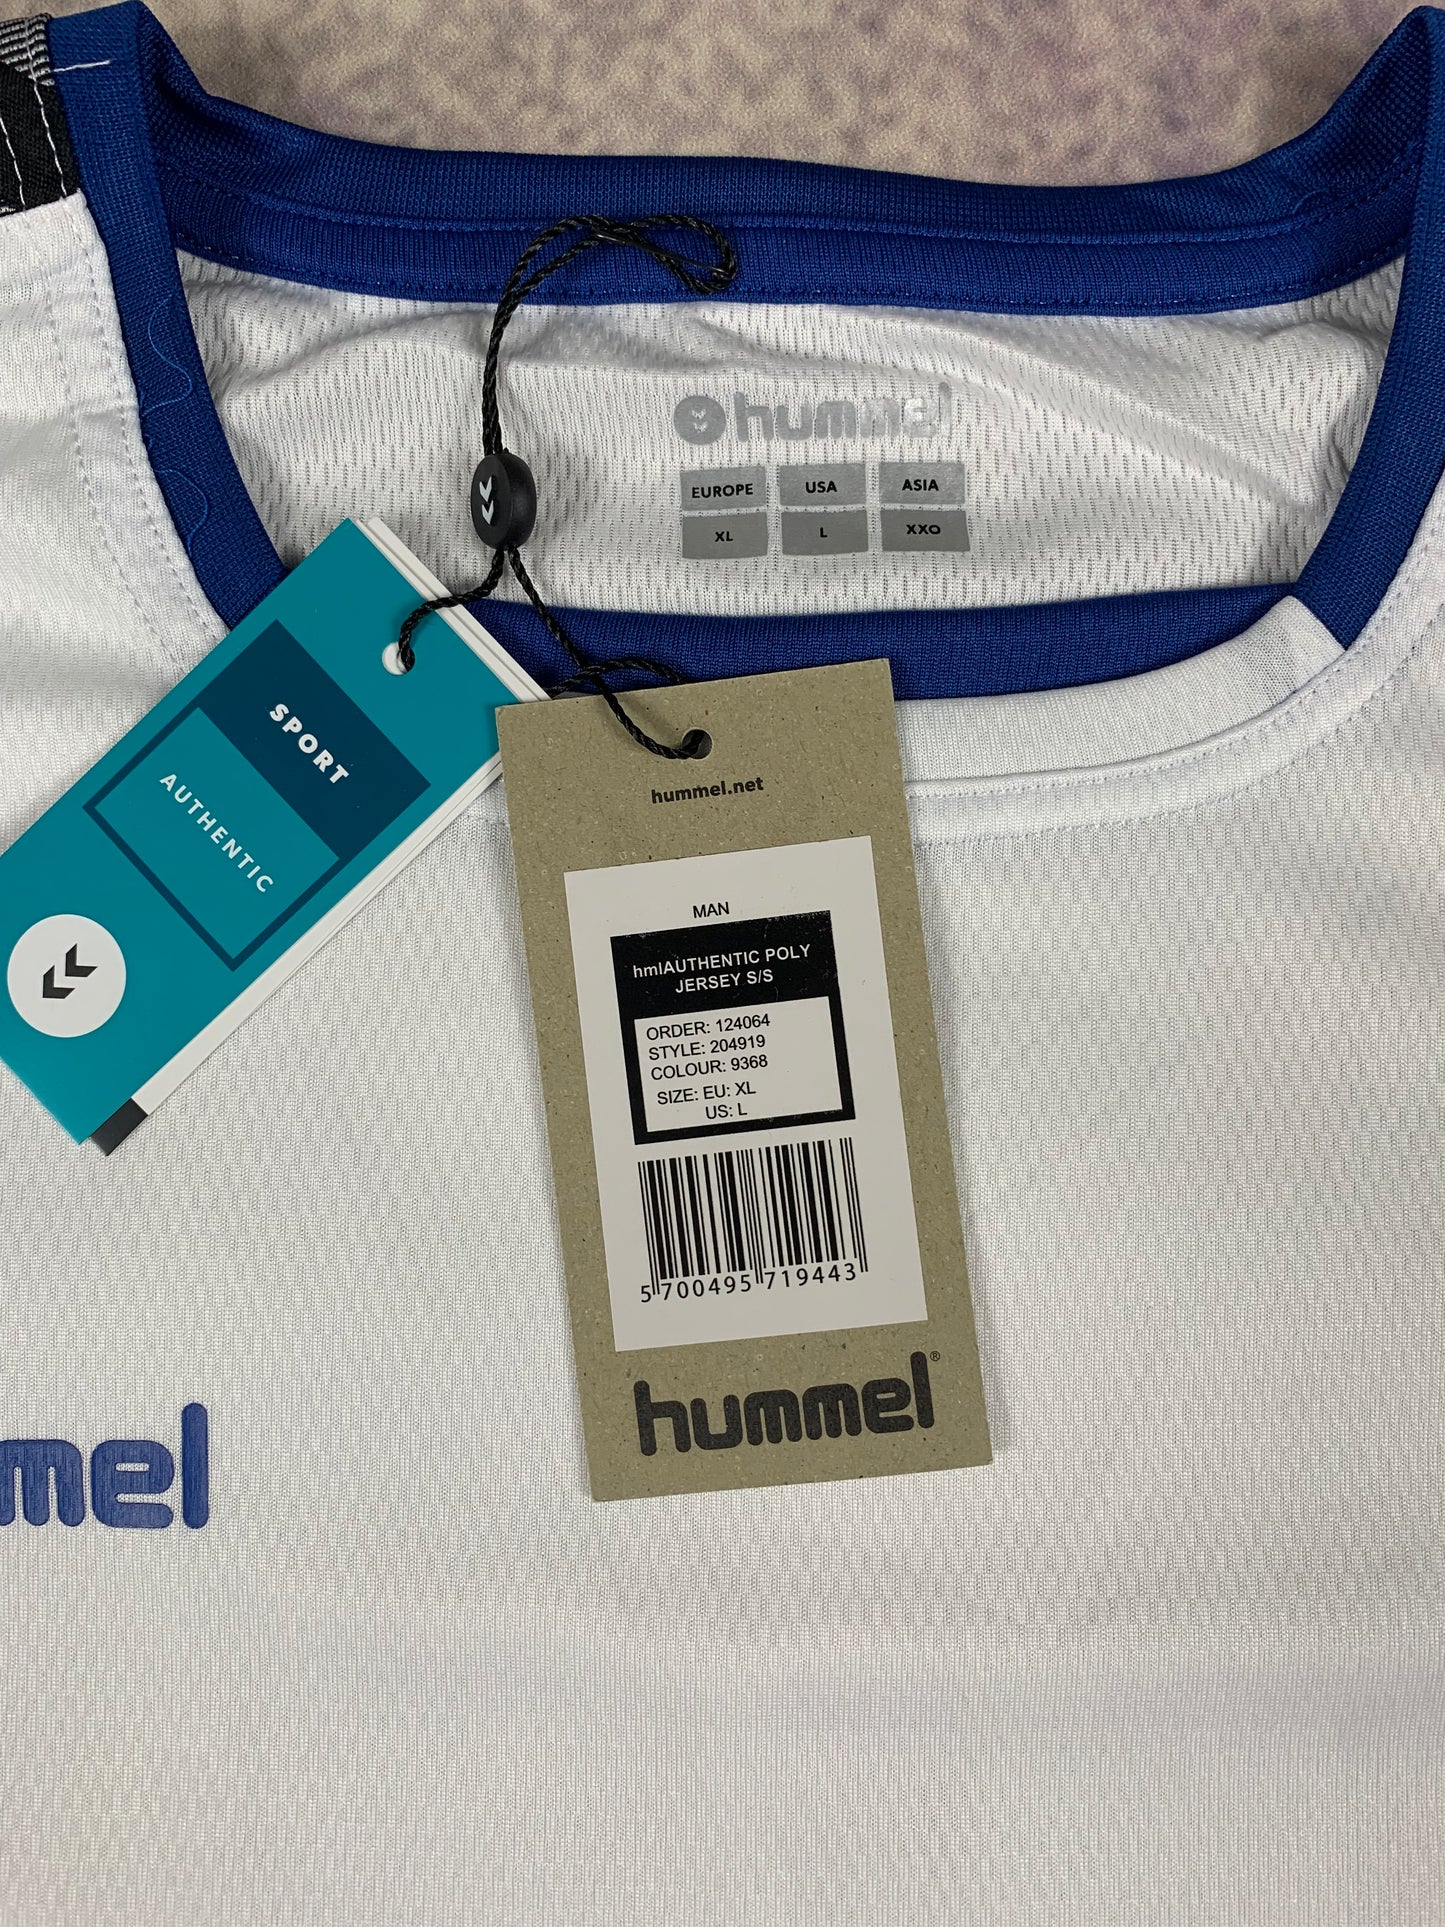 hummel
EUROPE USA ASIA
XL L XXO
SPORT
AUTHENTIC
hummel.net
MAN
hmlAUTHENTIC POLY
JERSEY S/S
ORDER: 124064
STYLE: 204919
COLOUR: 9368
SIZE: EU: XL
US: L
5 700495 719443
hummel®
mel